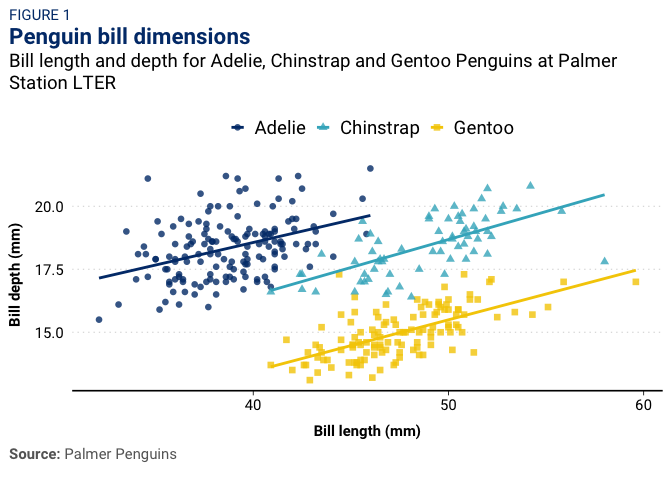 FIGURE 1
Penguin bill dimensions
Bill length and depth for Adelie, Chinstrap and Gentoo Penguins at Palmer
Station LTER
Adelie Chinstrap Gentoo
20.0
17.5
15.0
Bill depth (mm)
40 50 60
Bill length (mm)
Source: Palmer Penguins